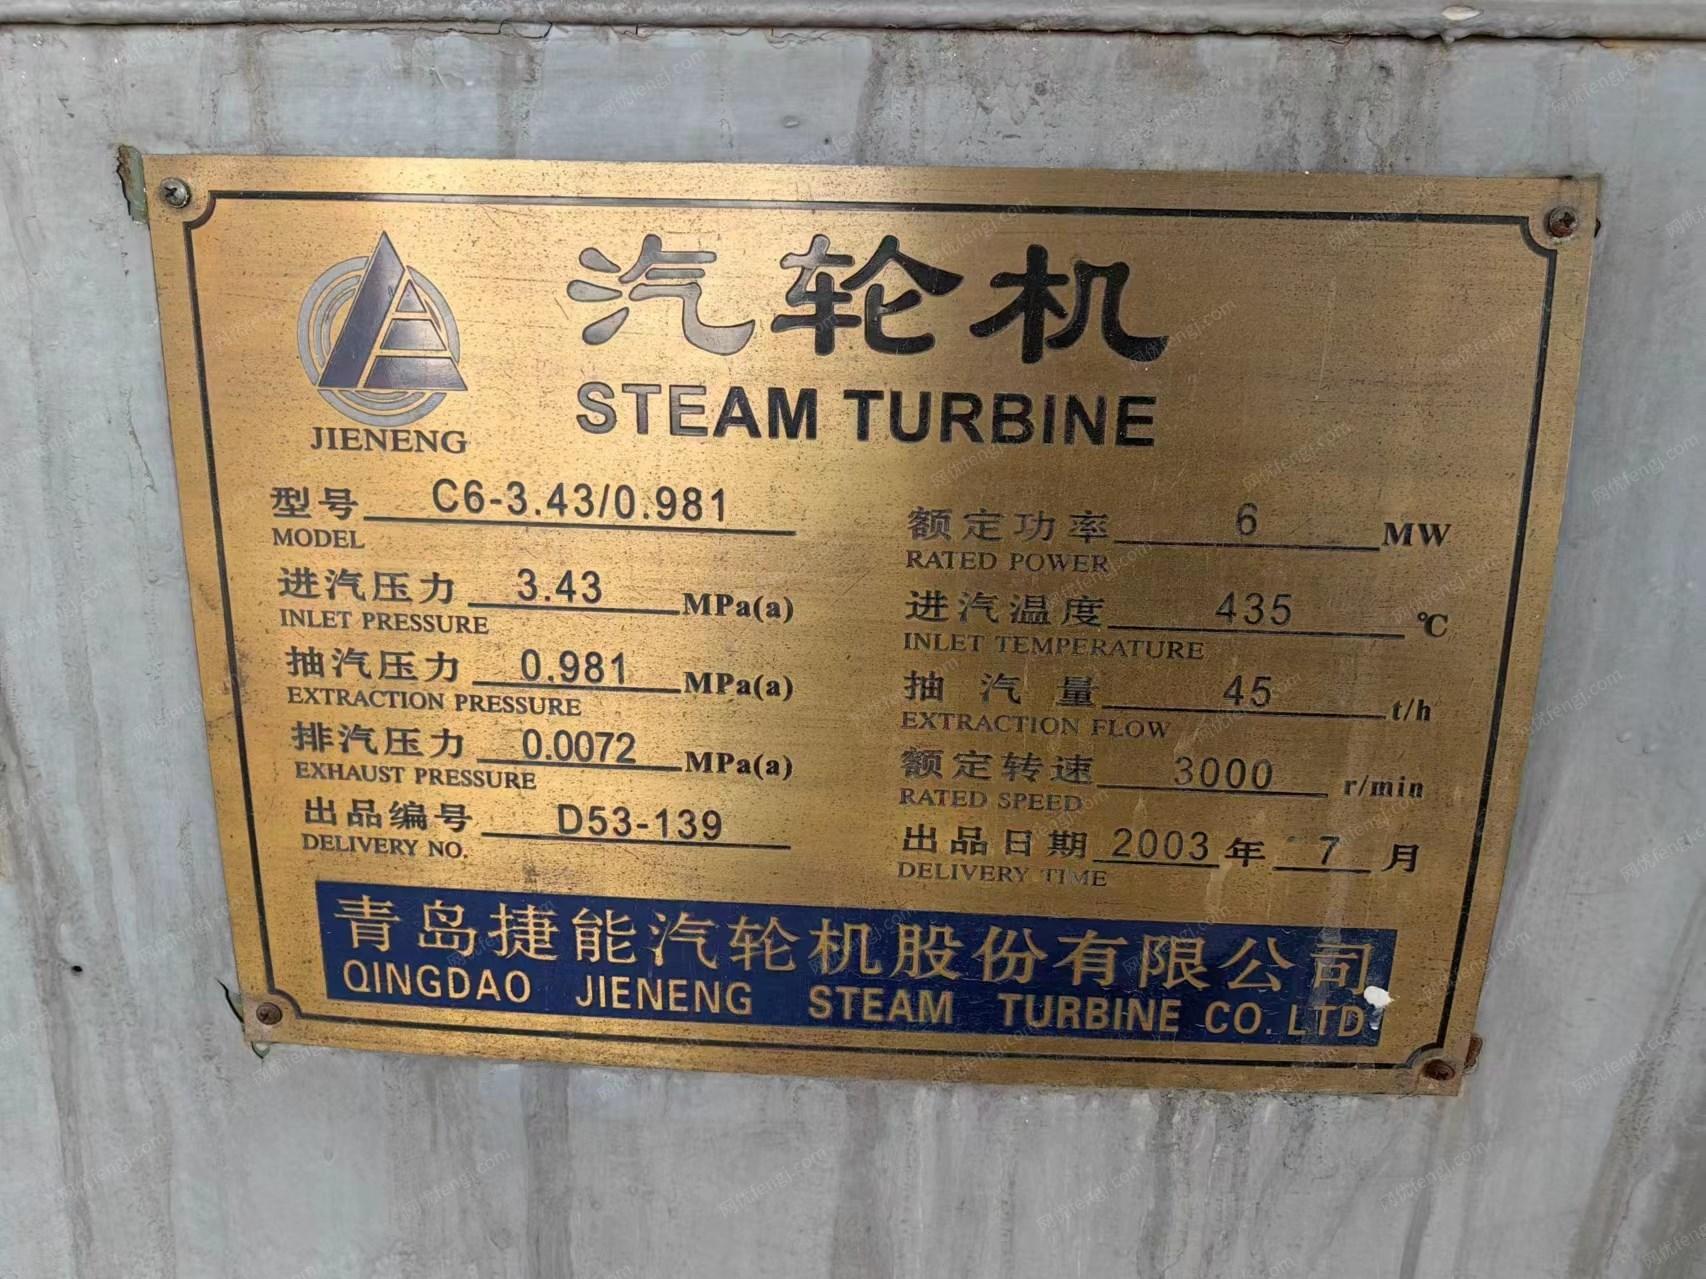 汽轮机
STEAM TURBINE
JIENENG
型号 C6-3.43/0.981
MODEL
额定功率 6 MW
RATED POWER
进汽压力 3.43 MPa(a)
INLET PRESSURE
进汽温度 435 ℃
INLET TEMPERATURE
抽汽压力 0.981 MPa(a)
EXTRACTION PRESSURE
抽汽量 45 t/h
EXTRACTION FLOW
排汽压力 0.0072 MPa(a)
EXHAUST PRESSURE
额定转速 3000 r/min
RATED SPEED
出品编号 D53-139
DELIVERY NO.
出品日期 2003 年 7 月
DELIVERY TIME
青岛捷能汽轮机股份有限公司
QINGDAO JIENENG STEAM TURBINE CO. LTD